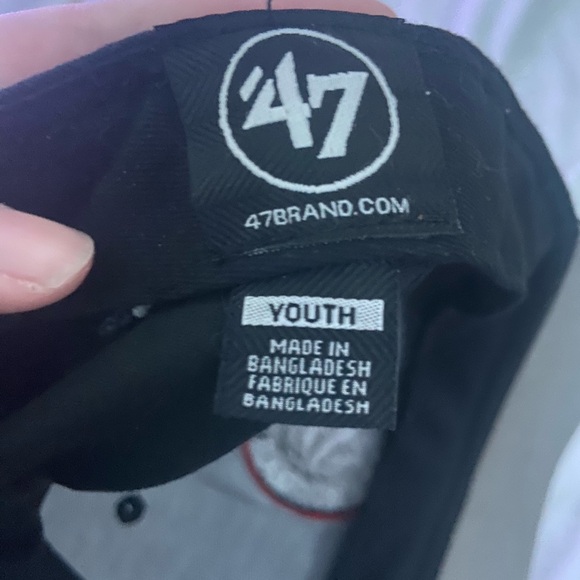 '47
47BRAND.COM
YOUTH
MADE IN
BANGLADESH
FABRIQUE EN
BANGLADESH